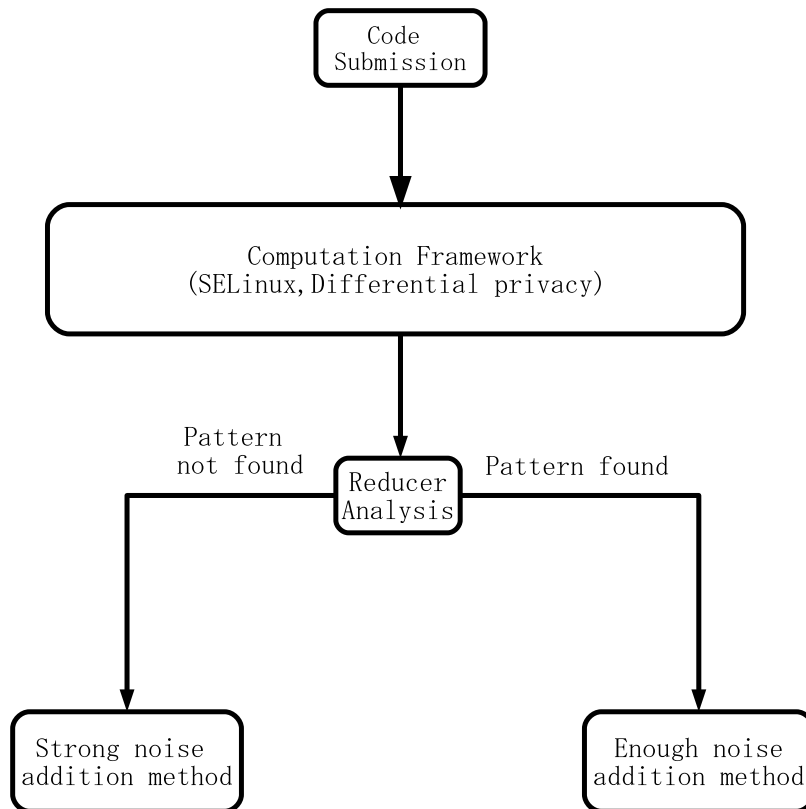 Code
Submission
Computation Framework
(SELinux,Differential privacy)
Pattern
not found
Pattern found
Reducer
Analysis
Strong noise
addition method
Enough noise
addition method